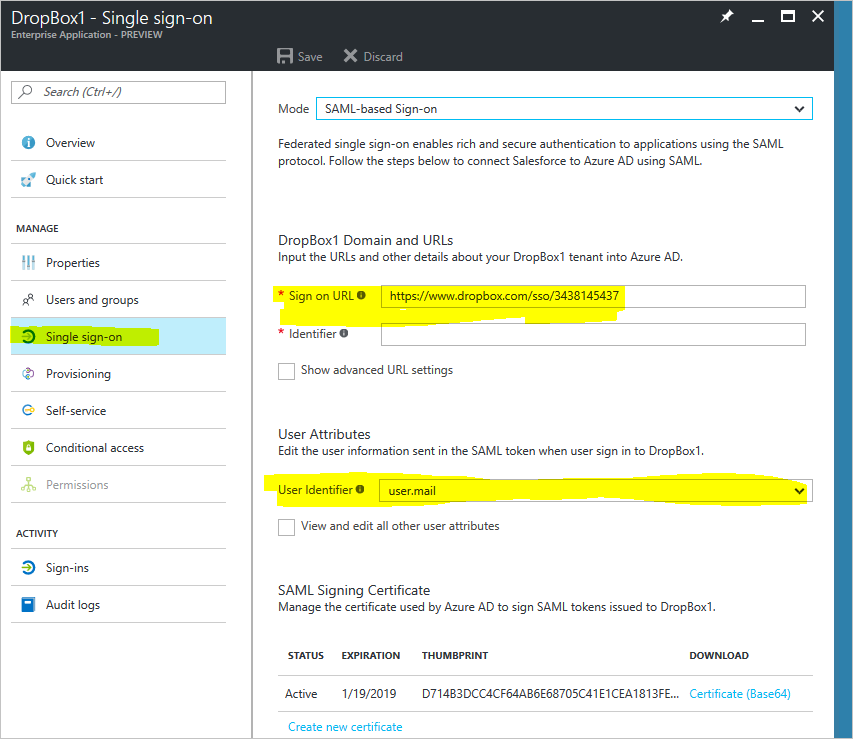 DropBox1 - Single sign-on
Enterprise Application - PREVIEW
Save
Discard
Search (Ctrl+/)
Overview
Quick start
MANAGE
Properties
Users and groups
Single sign-on
Provisioning
Self-service
Conditional access
Permissions
ACTIVITY
Sign-ins
Audit logs
Mode SAML-based Sign-on
Federated single sign-on enables rich and secure authentication to applications using the SAML
protocol. Follow the steps below to connect Salesforce to Azure AD using SAML.
DropBox1 Domain and URLs
Input the URLs and other details about your DropBox1 tenant into Azure AD.
* Sign on URL https://www.dropbox.com/sso/3438145437
* Identifier
Show advanced URL settings
User Attributes
Edit the user information sent in the SAML token when user sign in to DropBox1.
User Identifier user.mail
View and edit all other user attributes
SAML Signing Certificate
Manage the certificate used by Azure AD to sign SAML tokens issued to DropBox1.
STATUS EXPIRATION THUMBPRINT DOWNLOAD
Active 1/19/2019 D714B3DCC4CF64AB6E68705C41E1CEA1813FE... Certificate (Base64)
Create new certificate